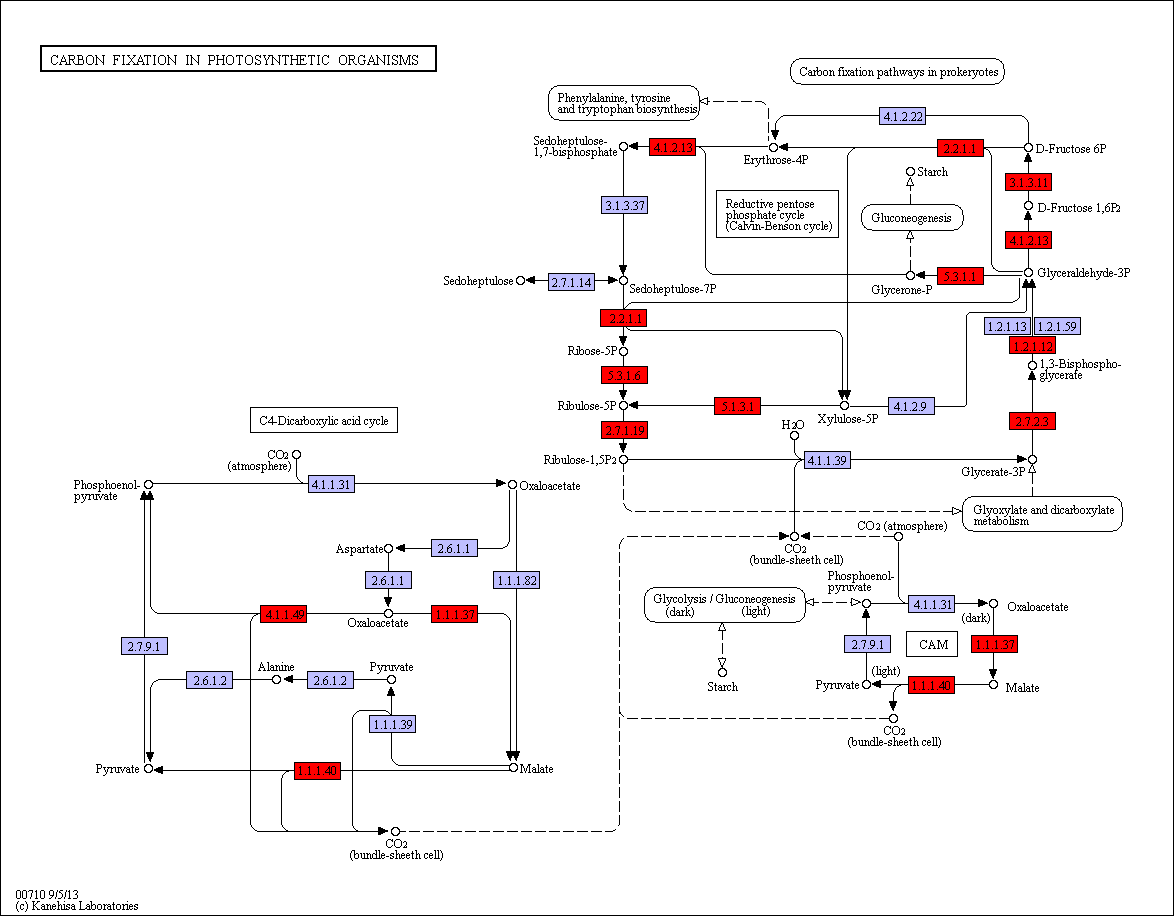 CARBON FIXATION IN PHOTOSYNTHETIC ORGANISMS
Carbon fixation pathways in prokaryotes
Phenylalanine, tyrosine
and tryptophan biosynthesis
4.1.2.22
Sedoheptulose-
1,7-bisphosphate
4.1.2.13
Erythrose-4P
2.2.1.1
D-Fructose 6P
Starch
3.1.3.11
3.1.3.37
Reductive pentose
phosphate cycle
(Calvin-Benson cycle)
Gluconeogenesis
D-Fructose 1,6P2
4.1.2.13
Sedoheptulose
2.7.1.14
Sedoheptulose-7P
Glycerone-P
5.3.1.1
Glyceraldehyde-3P
2.2.1.1
1.2.1.13
1.2.1.59
1.2.1.12
Ribose-5P
5.3.1.6
1,3-Bisphospho-
glycerate
Ribulose-5P
5.1.3.1
Xylulose-5P
4.1.2.9
2.7.1.19
2.7.2.3
C4-Dicarboxylic acid cycle
H2O
Ribulose-1,5P2
4.1.1.39
Glycerate-3P
CO2
(atmosphere)
Phosphoenol-
pyruvate
4.1.1.31
Oxaloacetate
Glyoxylate and dicarboxylate
metabolism
CO2 (atmosphere)
CO2
(bundle-sheeth cell)
Aspartate
2.6.1.1
2.6.1.1
1.1.1.82
Phosphoenol-
pyruvate
Glycolysis / Gluconeogenesis
(dark)
(light)
4.1.1.31
Oxaloacetate
(dark)
4.1.1.49
Oxaloacetate
1.1.1.37
2.7.9.1
2.7.9.1
CAM
1.1.1.37
Alanine
Pyruvate
2.6.1.2
2.6.1.2
Starch
(light)
Pyruvate
1.1.1.40
Malate
1.1.1.39
CO2
(bundle-sheeth cell)
Pyruvate
1.1.1.40
Malate
CO2
(bundle-sheeth cell)
00710 9/5/13
(c) Kanehisa Laboratories